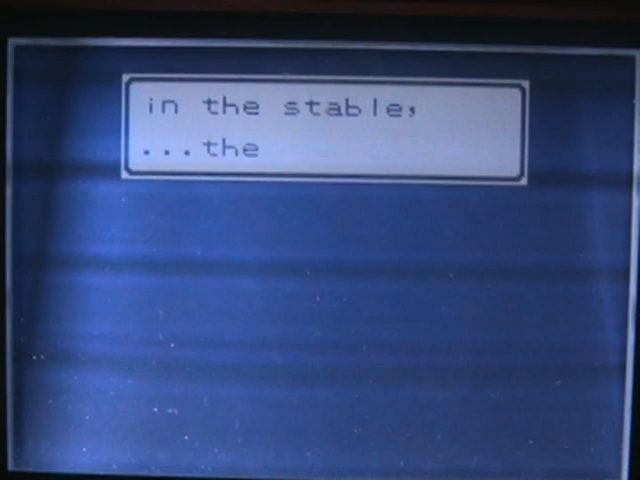 in the stable,
...the